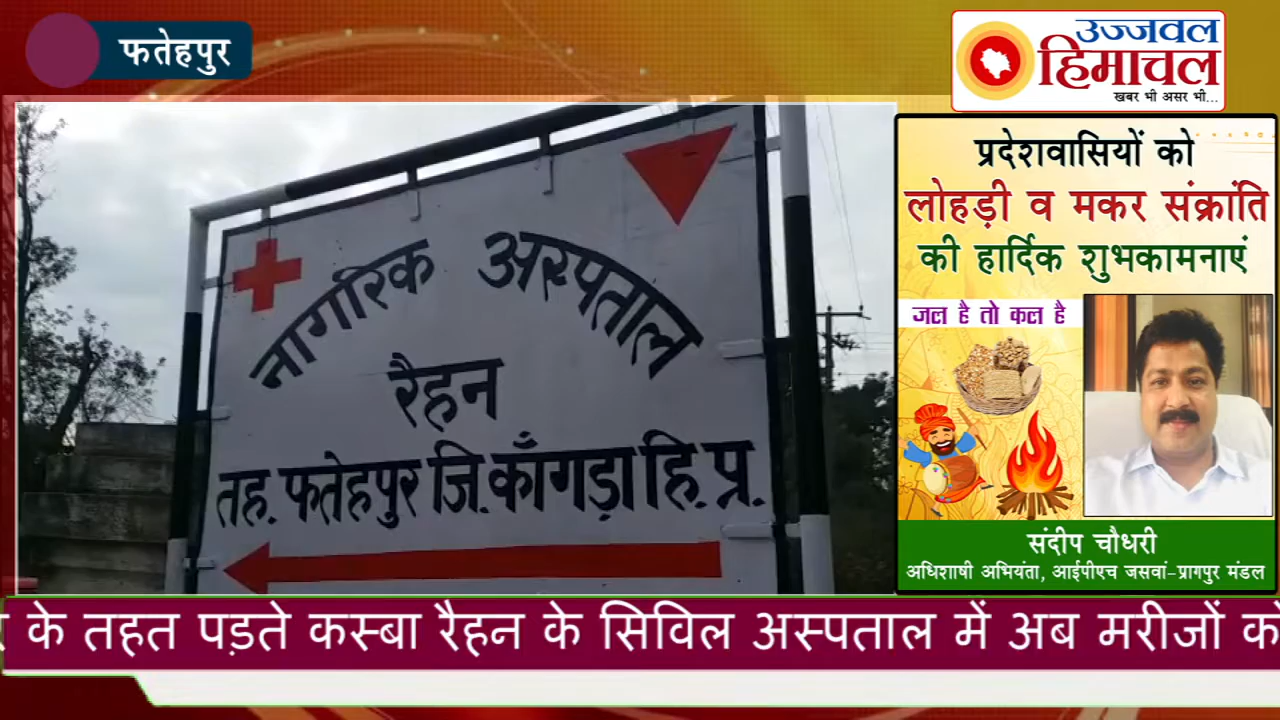 फतेहपुर
उज्जवल
हिमाचल
खबर भी असर भी...
प्रदेशवासियों को
लोहड़ी व मकर संक्रांति
की हार्दिक शुभकामनाएं
जल है तो कल है
संदीप चौधरी
अधिशाषी अभियंता, आईपीएच जसवां-प्रागपुर मंडल
नागरिक अस्पताल
रैहन
तह. फतेहपुर जि.काँगड़ा हि.प्र.
के तहत पड़ते कस्बा रैहन के सिविल अस्पताल में अब मरीजों को